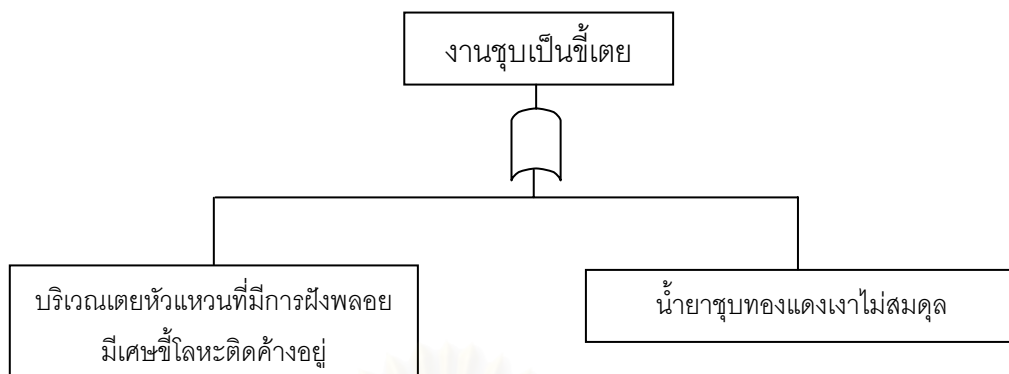 งานชุบเป็นขี้เตย
บริเวณเตยหัวแหวนที่มีการฝังพลอย
มีเศษขี้โลหะติดค้างอยู่
น้ำยาชุบทองแดงเงาไม่สมดุล